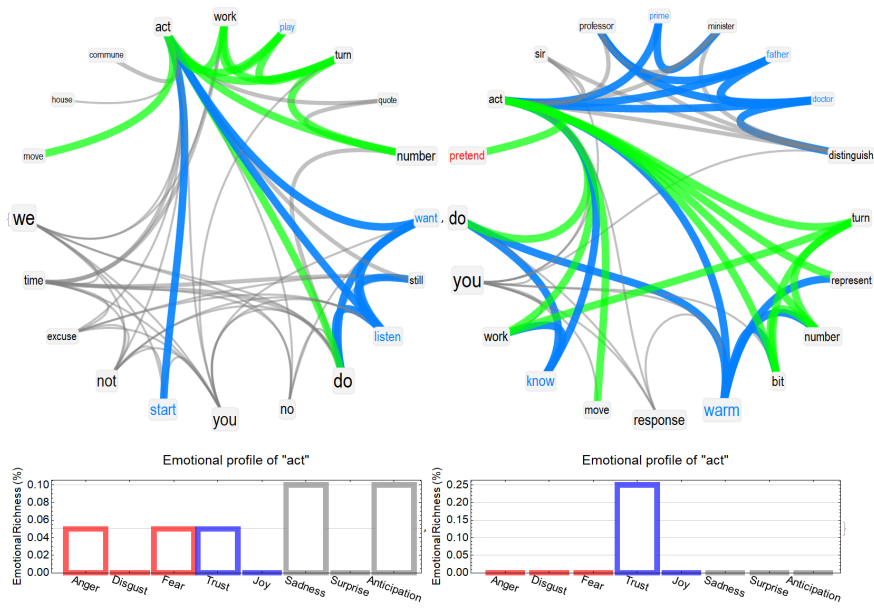 act
work
play
turn
commune
quote
house
number
move
want
we
time
still
excuse
listen
not
do
start
no
you
professor
prime
minister
sir
father
act
doctor
pretend
distinguish
do
turn
you
represent
work
number
know
bit
move
warm
response
Emotional profile of "act"
Emotional Richness (%)
0.10
0.08
0.06
0.04
0.02
0.00
Anger
Disgust
Fear
Trust
Joy
Sadness
Surprise
Anticipation
Emotional profile of "act"
Emotional Richness (%)
0.25
0.20
0.15
0.10
0.05
0.00
Anger
Disgust
Fear
Trust
Joy
Sadness
Surprise
Anticipation